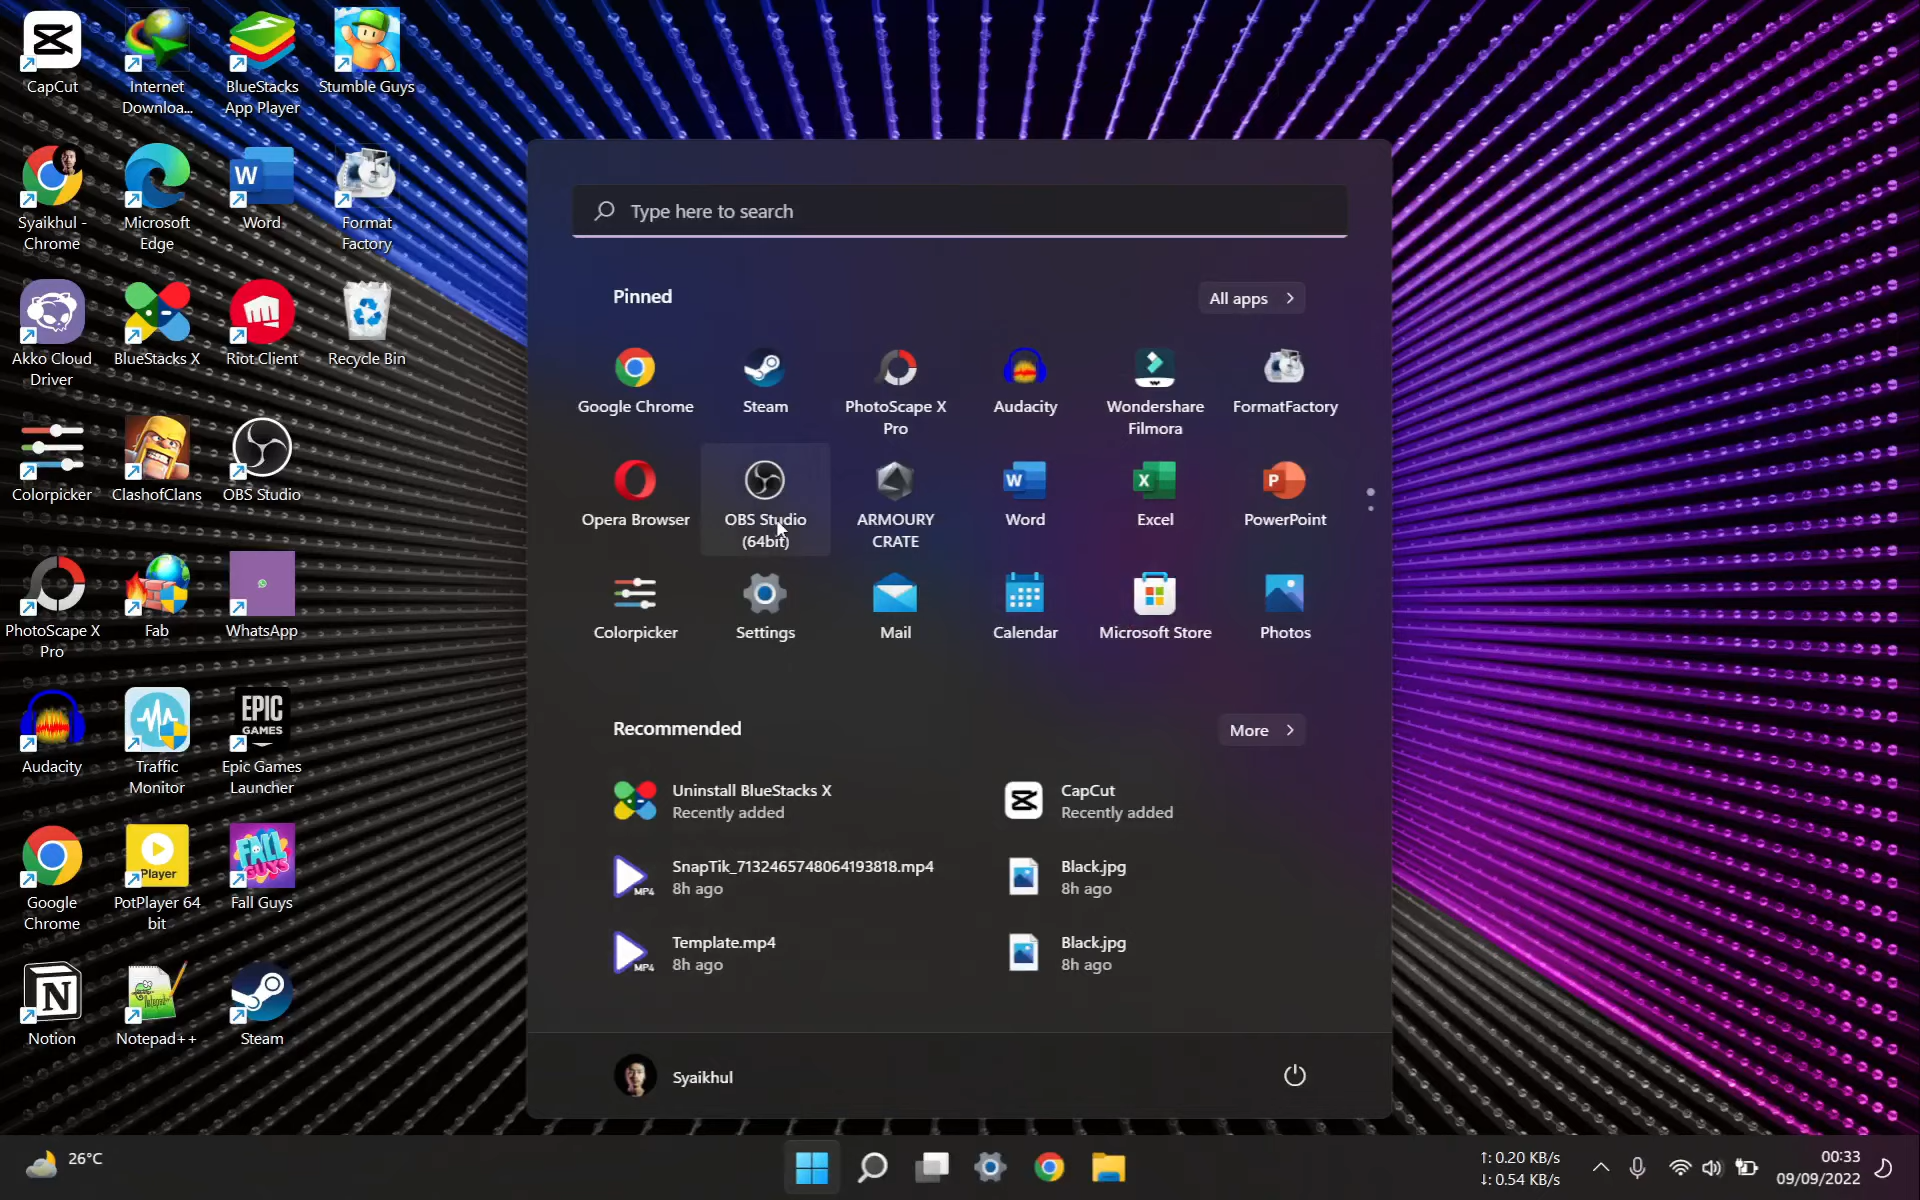 CapCut
Internet
Downloa...
BlueStacks
App Player
Stumble Guys
Syaikhul -
Chrome
Microsoft
Edge
Word
Format
Factory
Akko Cloud
Driver
BlueStacks X
Riot Client
Recycle Bin
Colorpicker
ClashofClans
OBS Studio
PhotoScape X
Pro
Fab
WhatsApp
Audacity
Traffic
Monitor
EPIC
GAMES
Epic Games
Launcher
Google
Chrome
Player
PotPlayer 64
bit
FALL
GUYS
Fall Guys
Notion
Notepad++
Steam
Type here to search
Pinned
All apps
Google Chrome
Steam
PhotoScape X
Pro
Audacity
Wondershare
Filmora
FormatFactory
Opera Browser
OBS Studio
(64bit)
ARMOURY
CRATE
Word
Excel
PowerPoint
Colorpicker
Settings
Mail
Calendar
Microsoft Store
Photos
Recommended
More
Uninstall BlueStacks X
Recently added
CapCut
Recently added
MP4
SnapTik_7132465748064193818.mp4
8h ago
Black.jpg
8h ago
MP4
Template.mp4
8h ago
Black.jpg
8h ago
Syaikhul
26°C
↑: 0.20 KB/s
↓: 0.54 KB/s
00:33
09/09/2022